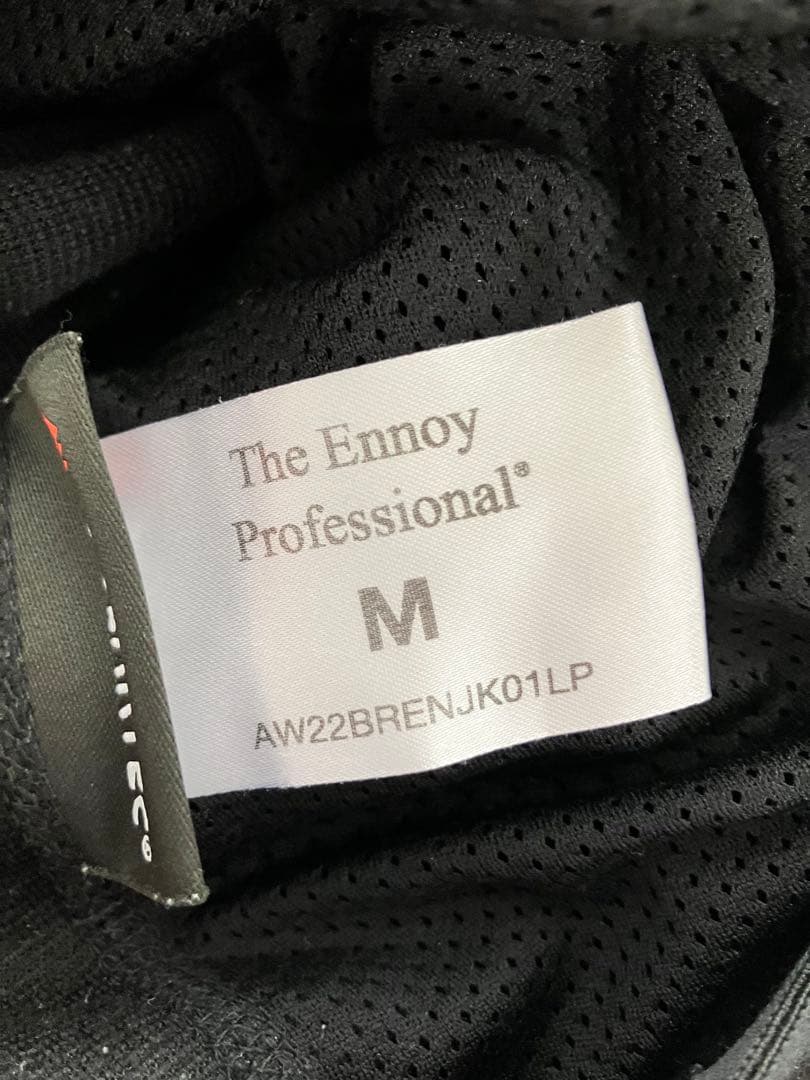 The Ennoy
Professional®
M
AW22BRENJK01LP